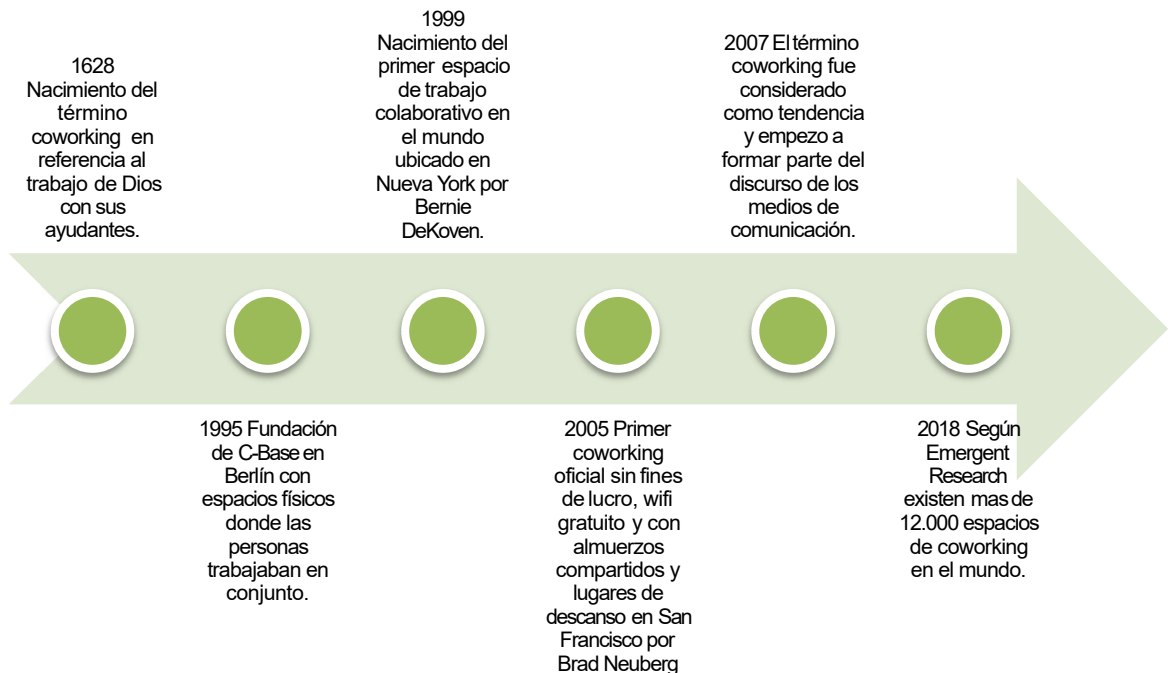 1628
Nacimiento del
término
coworking en
referencia al
trabajo de Dios
con sus
ayudantes.
1995 Fundación
de C-Base en
Berlín con
espacios físicos
donde las
personas
trabajaban en
conjunto.
1999
Nacimiento del
primer espacio
de trabajo
colaborativo en
el mundo
ubicado en
Nueva York por
Bernie
DeKoven.
2005 Primer
coworking
oficial sin fines
de lucro, wifi
gratuito y con
almuerzos
compartidos y
lugares de
descanso en San
Francisco por
Brad Neuberg
2007 El término
coworking fue
considerado
como tendencia
y empezo a
formar parte del
discurso de los
medios de
comunicación.
2018 Según
Emergent
Research
existen mas de
12.000 espacios
de coworking
en el mundo.